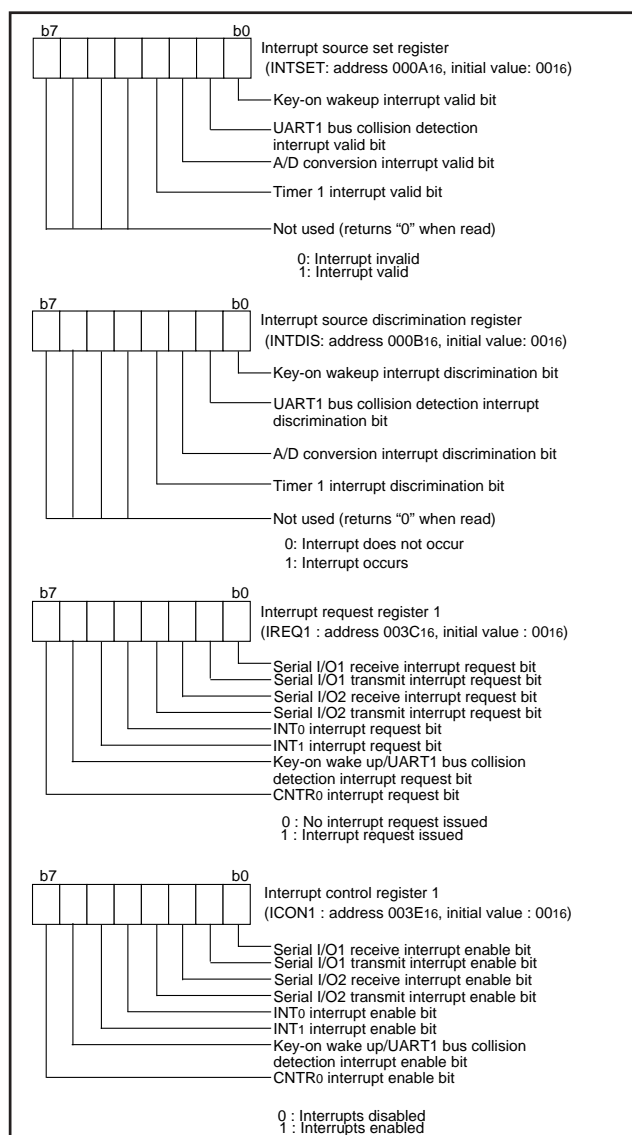 b7 b0
Interrupt source set register
(INTSET: address 000A16, initial value: 0016)
Key-on wakeup interrupt valid bit
UART1 bus collision detection
interrupt valid bit
A/D conversion interrupt valid bit
Timer 1 interrupt valid bit
Not used (returns “0” when read)
0: Interrupt invalid
1: Interrupt valid
b7 b0
Interrupt source discrimination register
(INTDIS: address 000B16, initial value: 0016)
Key-on wakeup interrupt discrimination bit
UART1 bus collision detection interrupt
discrimination bit
A/D conversion interrupt discrimination bit
Timer 1 interrupt discrimination bit
Not used (returns “0” when read)
0: Interrupt does not occur
1: Interrupt occurs
b7 b0
Interrupt request register 1
(IREQ1 : address 003C16, initial value : 0016)
Serial I/O1 receive interrupt request bit
Serial I/O1 transmit interrupt request bit
Serial I/O2 receive interrupt request bit
Serial I/O2 transmit interrupt request bit
INT0 interrupt request bit
INT1 interrupt request bit
Key-on wake up/UART1 bus collision
detection interrupt request bit
CNTR0 interrupt request bit
0 : No interrupt request issued
1 : Interrupt request issued
b7 b0
Interrupt control register 1
(ICON1 : address 003E16, initial value : 0016)
Serial I/O1 receive interrupt enable bit
Serial I/O1 transmit interrupt enable bit
Serial I/O2 receive interrupt enable bit
Serial I/O2 transmit interrupt enable bit
INT0 interrupt enable bit
INT1 interrupt enable bit
Key-on wake up/UART1 bus collision
detection interrupt enable bit
CNTR0 interrupt enable bit
0 : Interrupts disabled
1 : Interrupts enabled